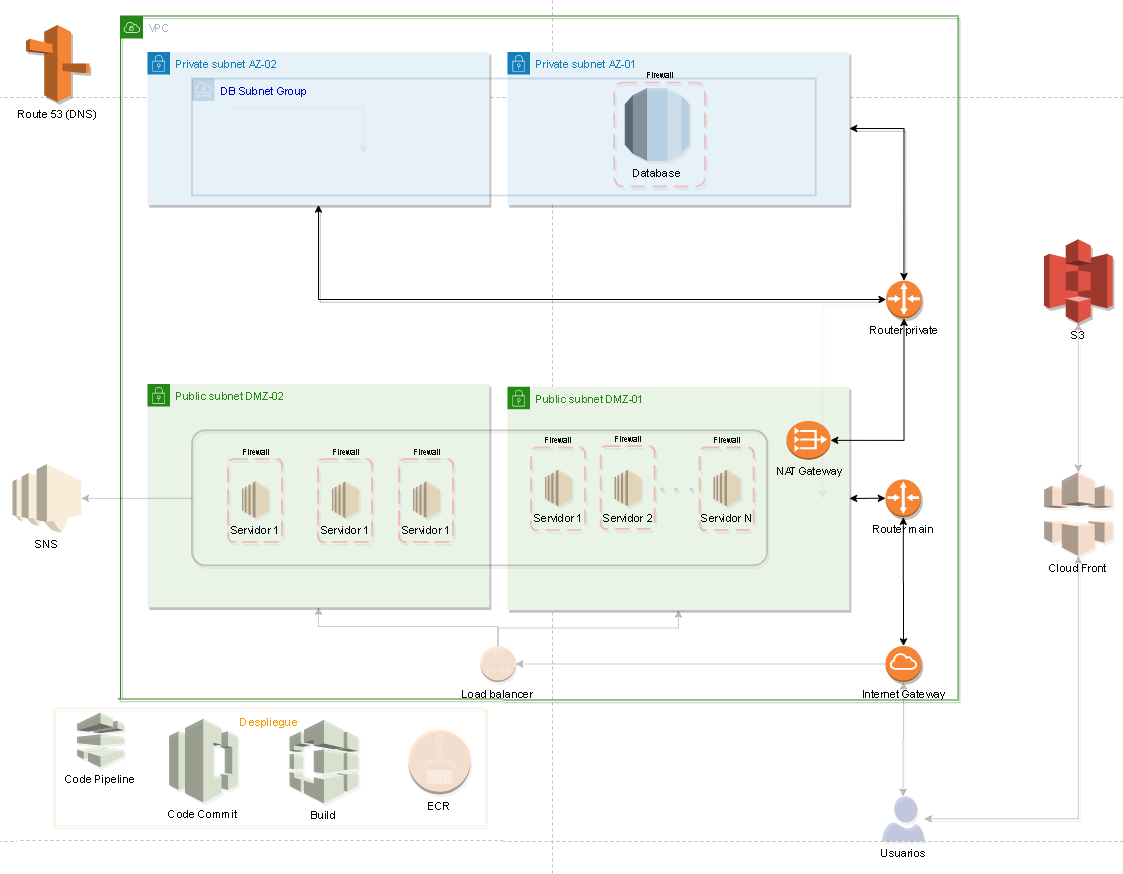 VPC
Route 53 (DNS)
Private subnet AZ-02
Private subnet AZ-01
DB Subnet Group
Firewall
Database
Router private
S3
Public subnet DMZ-02
Public subnet DMZ-01
Firewall
Firewall
Firewall
Servidor 1
Servidor 1
Servidor 1
Firewall
Firewall
Firewall
Servidor 1
Servidor 2
Servidor N
NAT Gateway
Router main
SNS
Cloud Front
Load balancer
Internet Gateway
Despliegue
Code Pipeline
Code Commit
Build
ECR
Usuarios